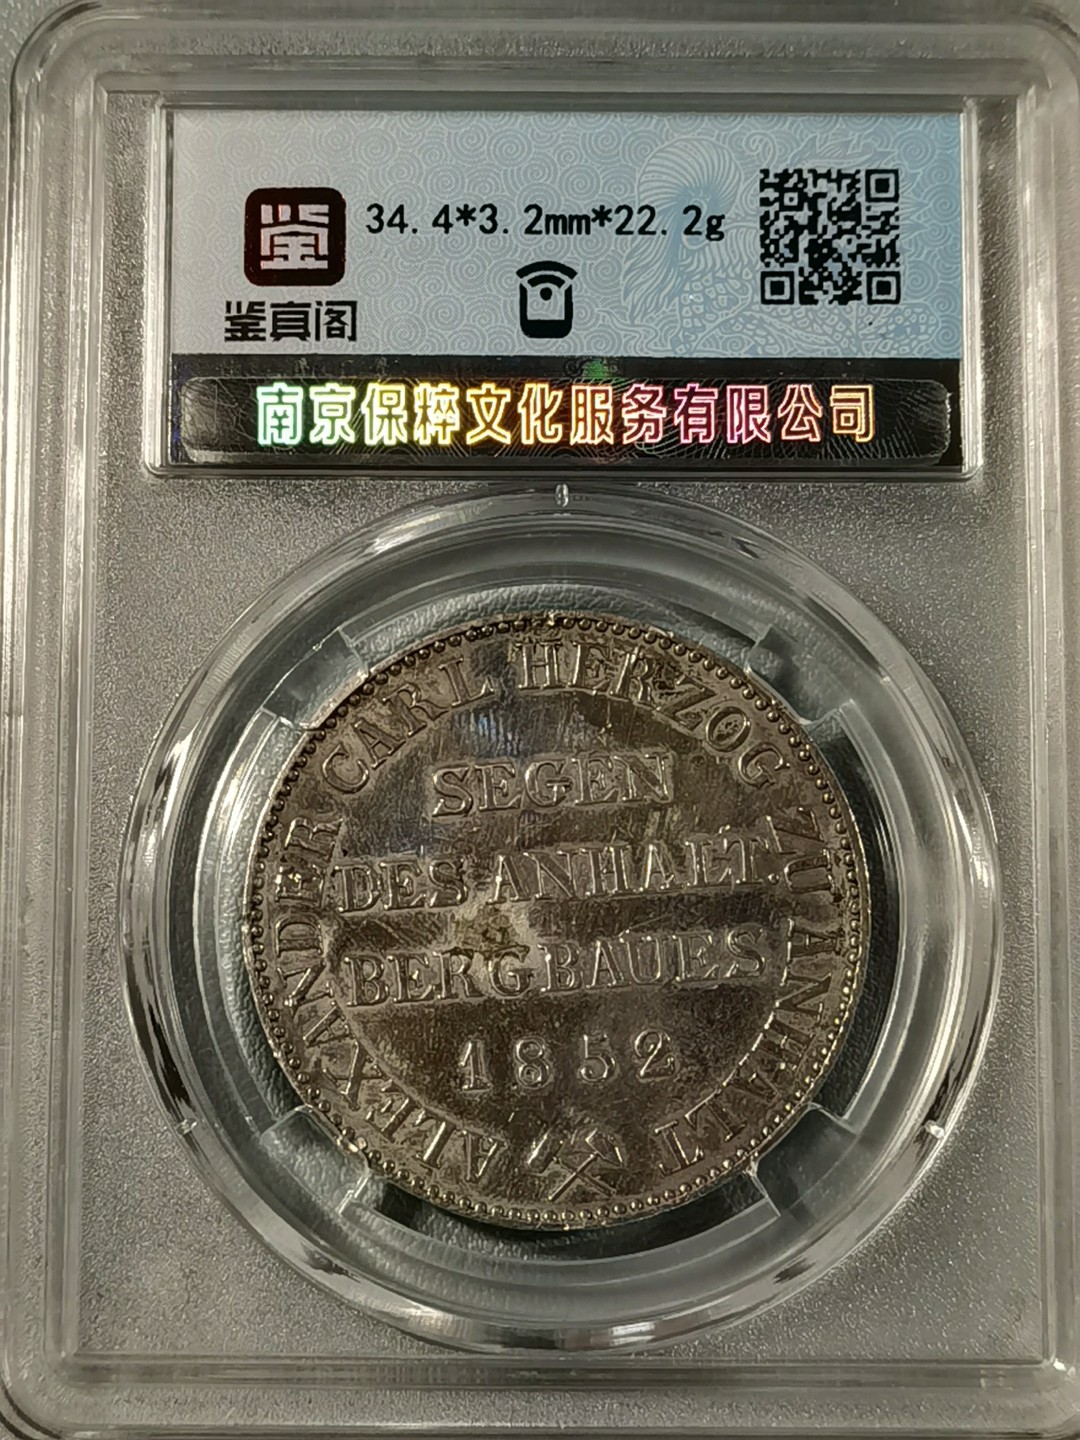 鉴
鉴真阁
34.4*3.2mm*22.2g
南京保粹文化服务有限公司
ALEXANDER CARL HERZOG ZU ANHALT
SEGEN
DES ANHALT.
BERGBAUES
1852